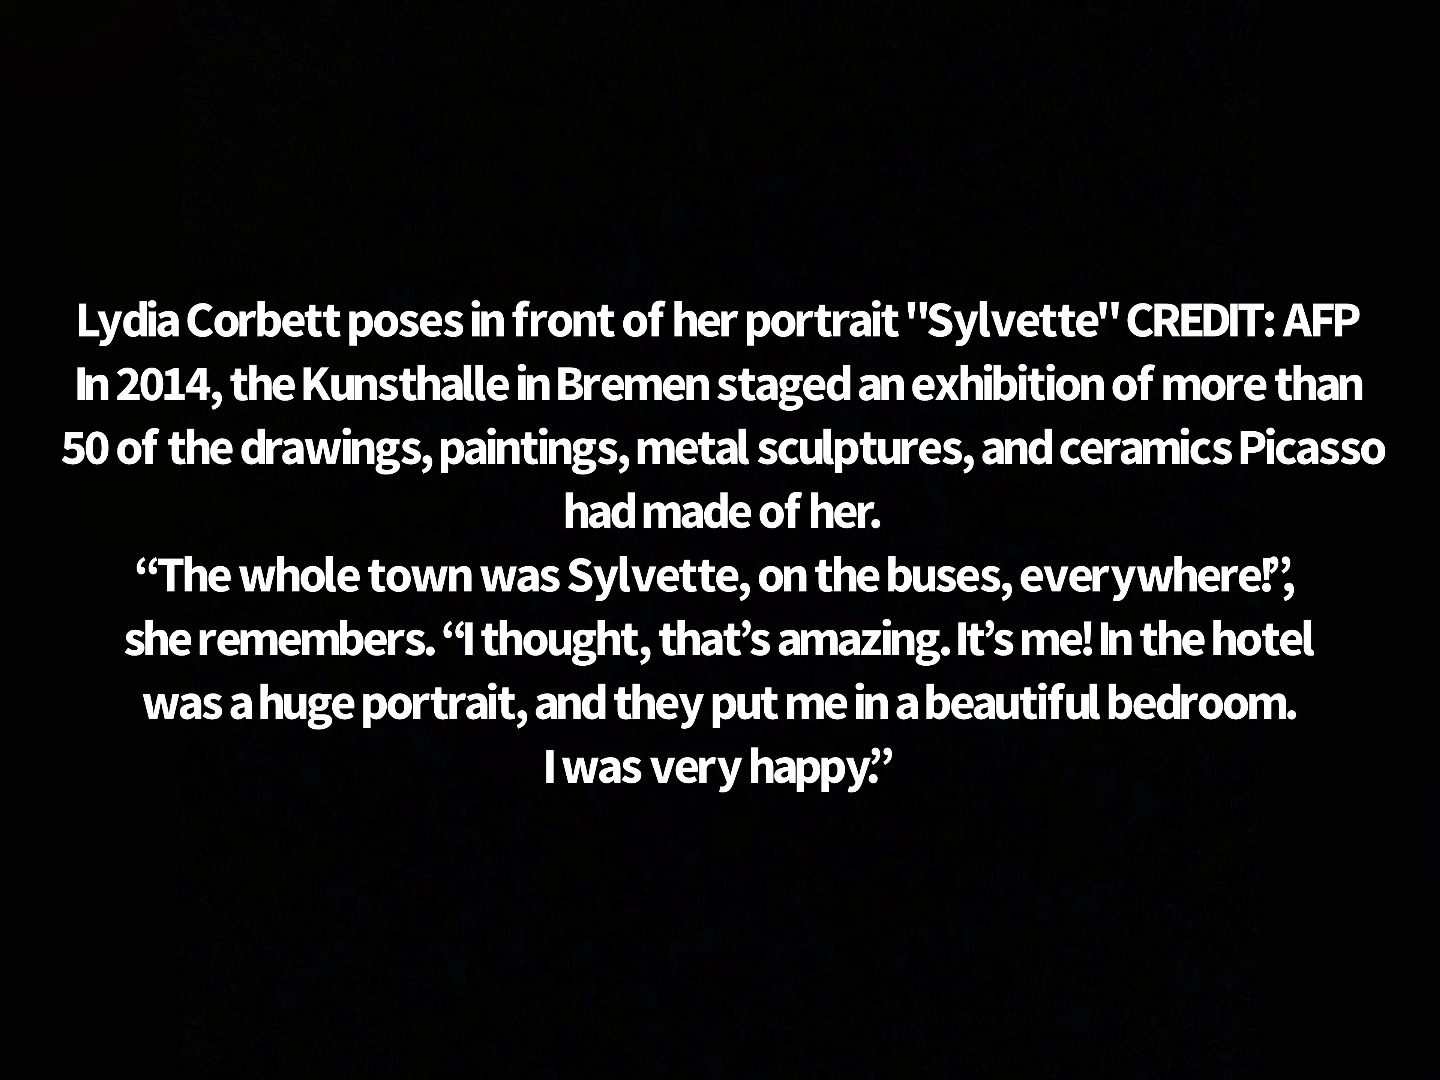 Lydia Corbett poses in front of her portrait "Sylvette" CREDIT: AFP
In 2014, the Kunsthalle in Bremen staged an exhibition of more than
50 of the drawings, paintings, metal sculptures, and ceramics Picasso
had made of her.
“The whole town was Sylvette, on the buses, everywhere!”,
she remembers. “I thought, that’s amazing. It’s me! In the hotel
was a huge portrait, and they put me in a beautiful bedroom.
I was very happy.”